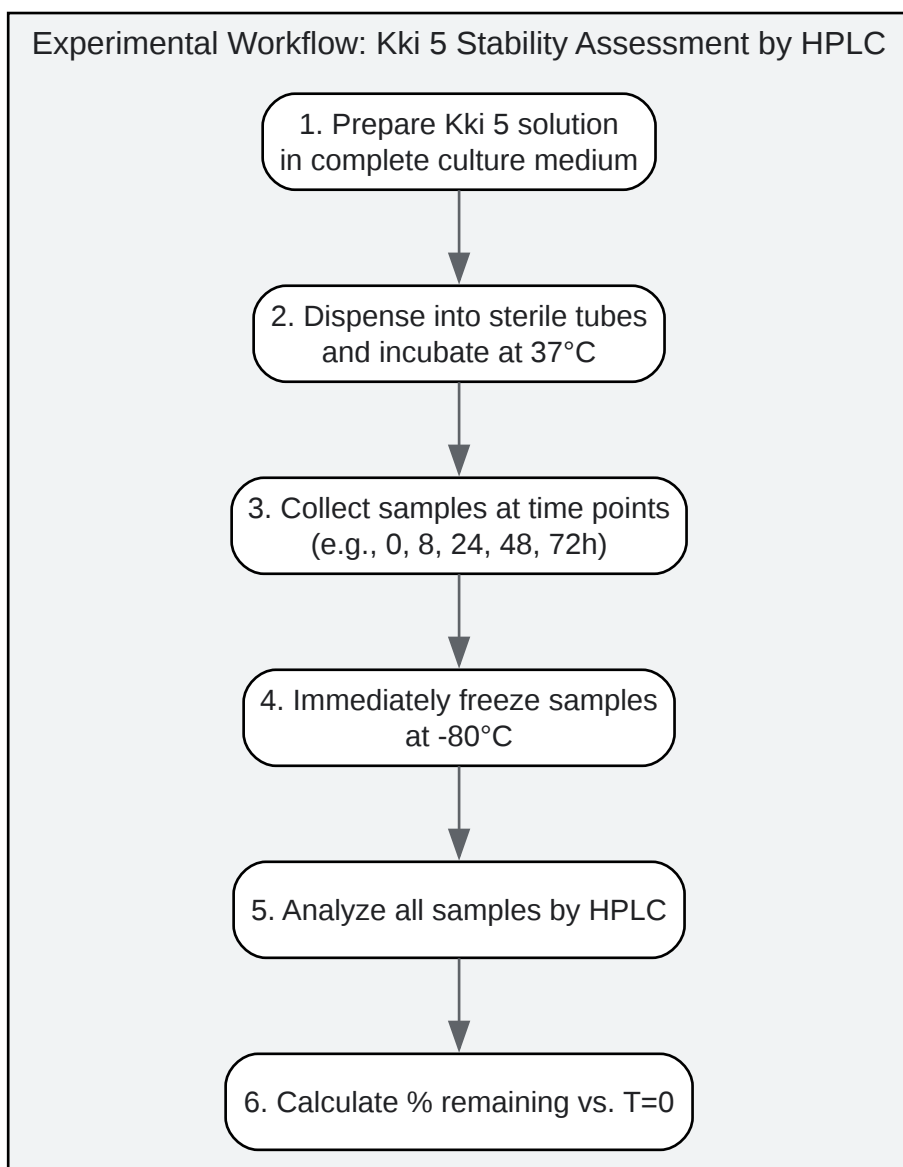 Experimental Workflow: Kki 5 Stability Assessment by HPLC
1. Prepare Kki 5 solution
in complete culture medium
2. Dispense into sterile tubes
and incubate at 37°C
3. Collect samples at time points
(e.g., 0, 8, 24, 48, 72h)
4. Immediately freeze samples
at -80°C
5. Analyze all samples by HPLC
6. Calculate % remaining vs. T=0